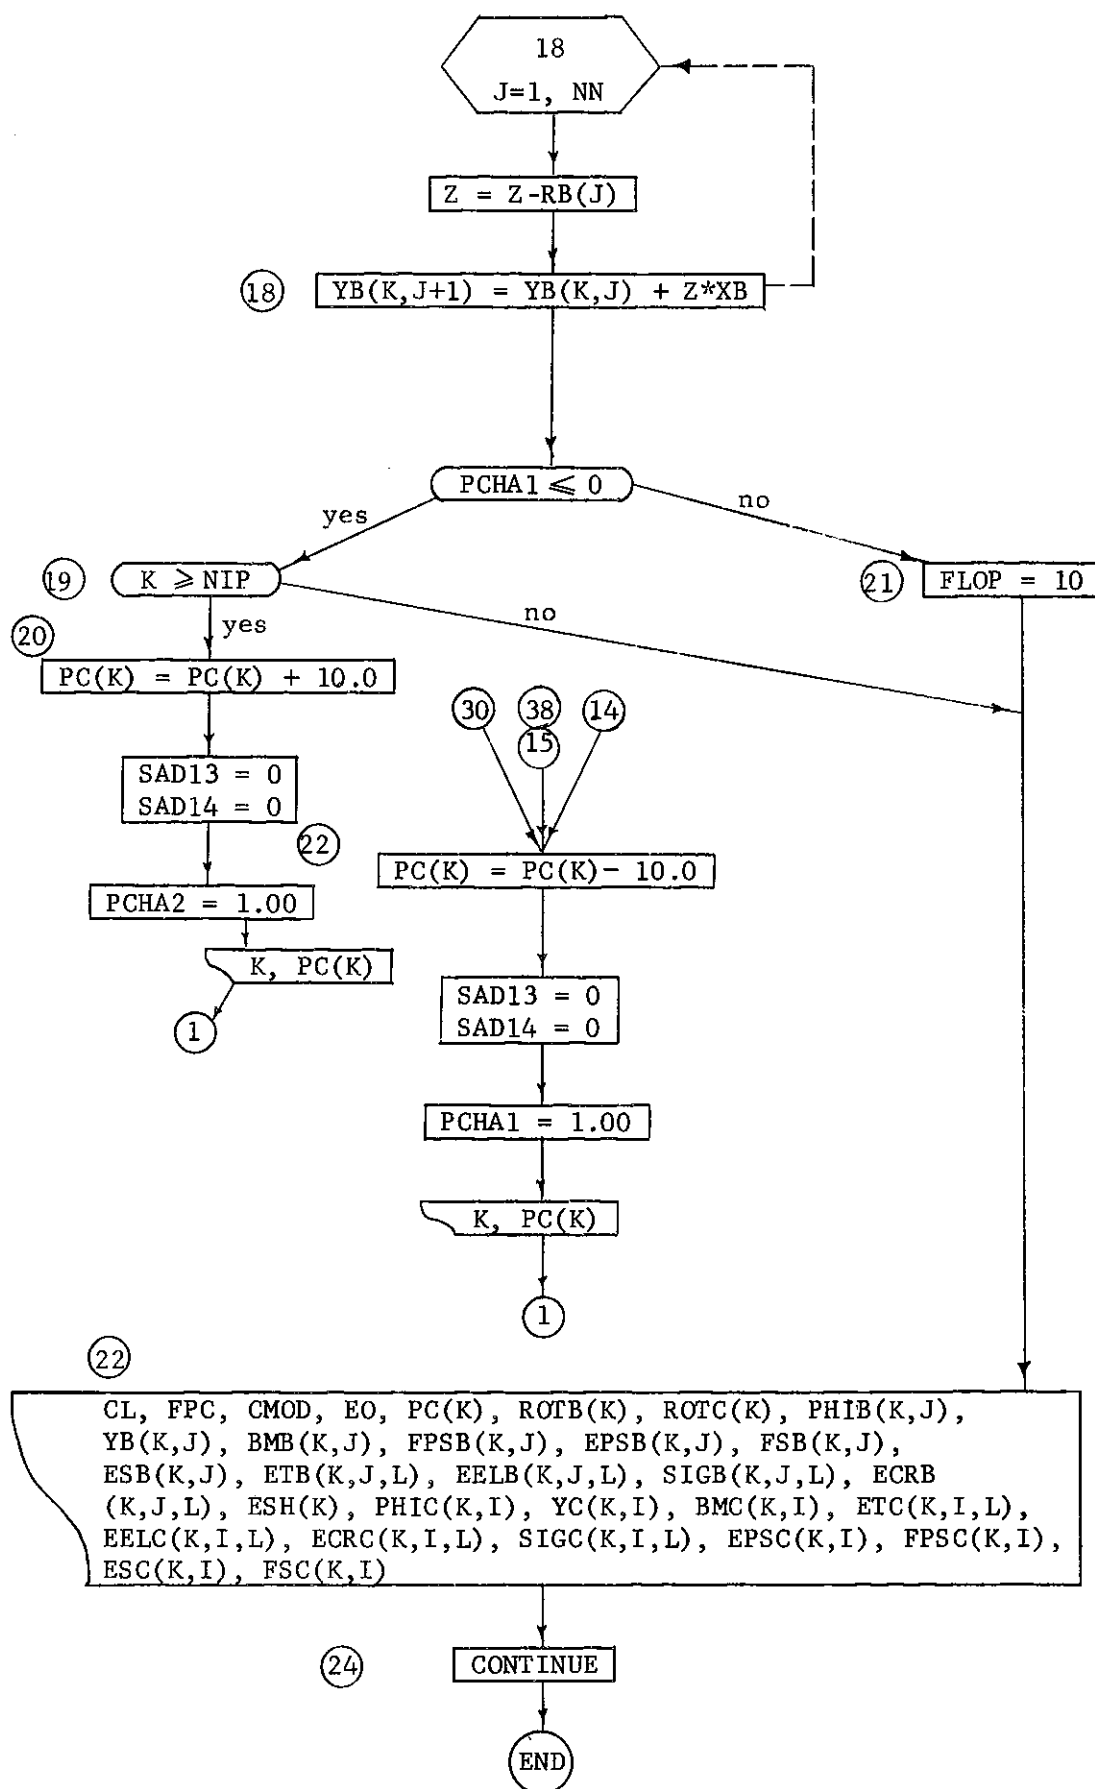 18
J=1, NN
Z = Z-RB(J)
18
YB(K,J+1) = YB(K,J) + Z*XB
PCHA1 ⩽ 0
yes
no
19
K ⩾ NIP
21
FLOP = 10
yes
no
20
PC(K) = PC(K) + 10.0
30
38
14
15
SAD13 = 0
SAD14 = 0
22
PC(K) = PC(K)- 10.0
PCHA2 = 1.00
K, PC(K)
SAD13 = 0
SAD14 = 0
1
PCHA1 = 1.00
K, PC(K)
1
22
CL, FPC, CMOD, EO, PC(K), ROTB(K), ROTC(K), PHIB(K,J),
YB(K,J), BMB(K,J), FPSB(K,J), EPSB(K,J), FSB(K,J),
ESB(K,J), ETB(K,J,L), EELB(K,J,L), SIGB(K,J,L), ECRB
(K,J,L), ESH(K), PHIC(K,I), YC(K,I), BMC(K,I), ETC(K,I,L),
EELC(K,I,L), ECRC(K,I,L), SIGC(K,I,L), EPSC(K,I), FPSC(K,I),
ESC(K,I), FSC(K,I)
24
CONTINUE
END